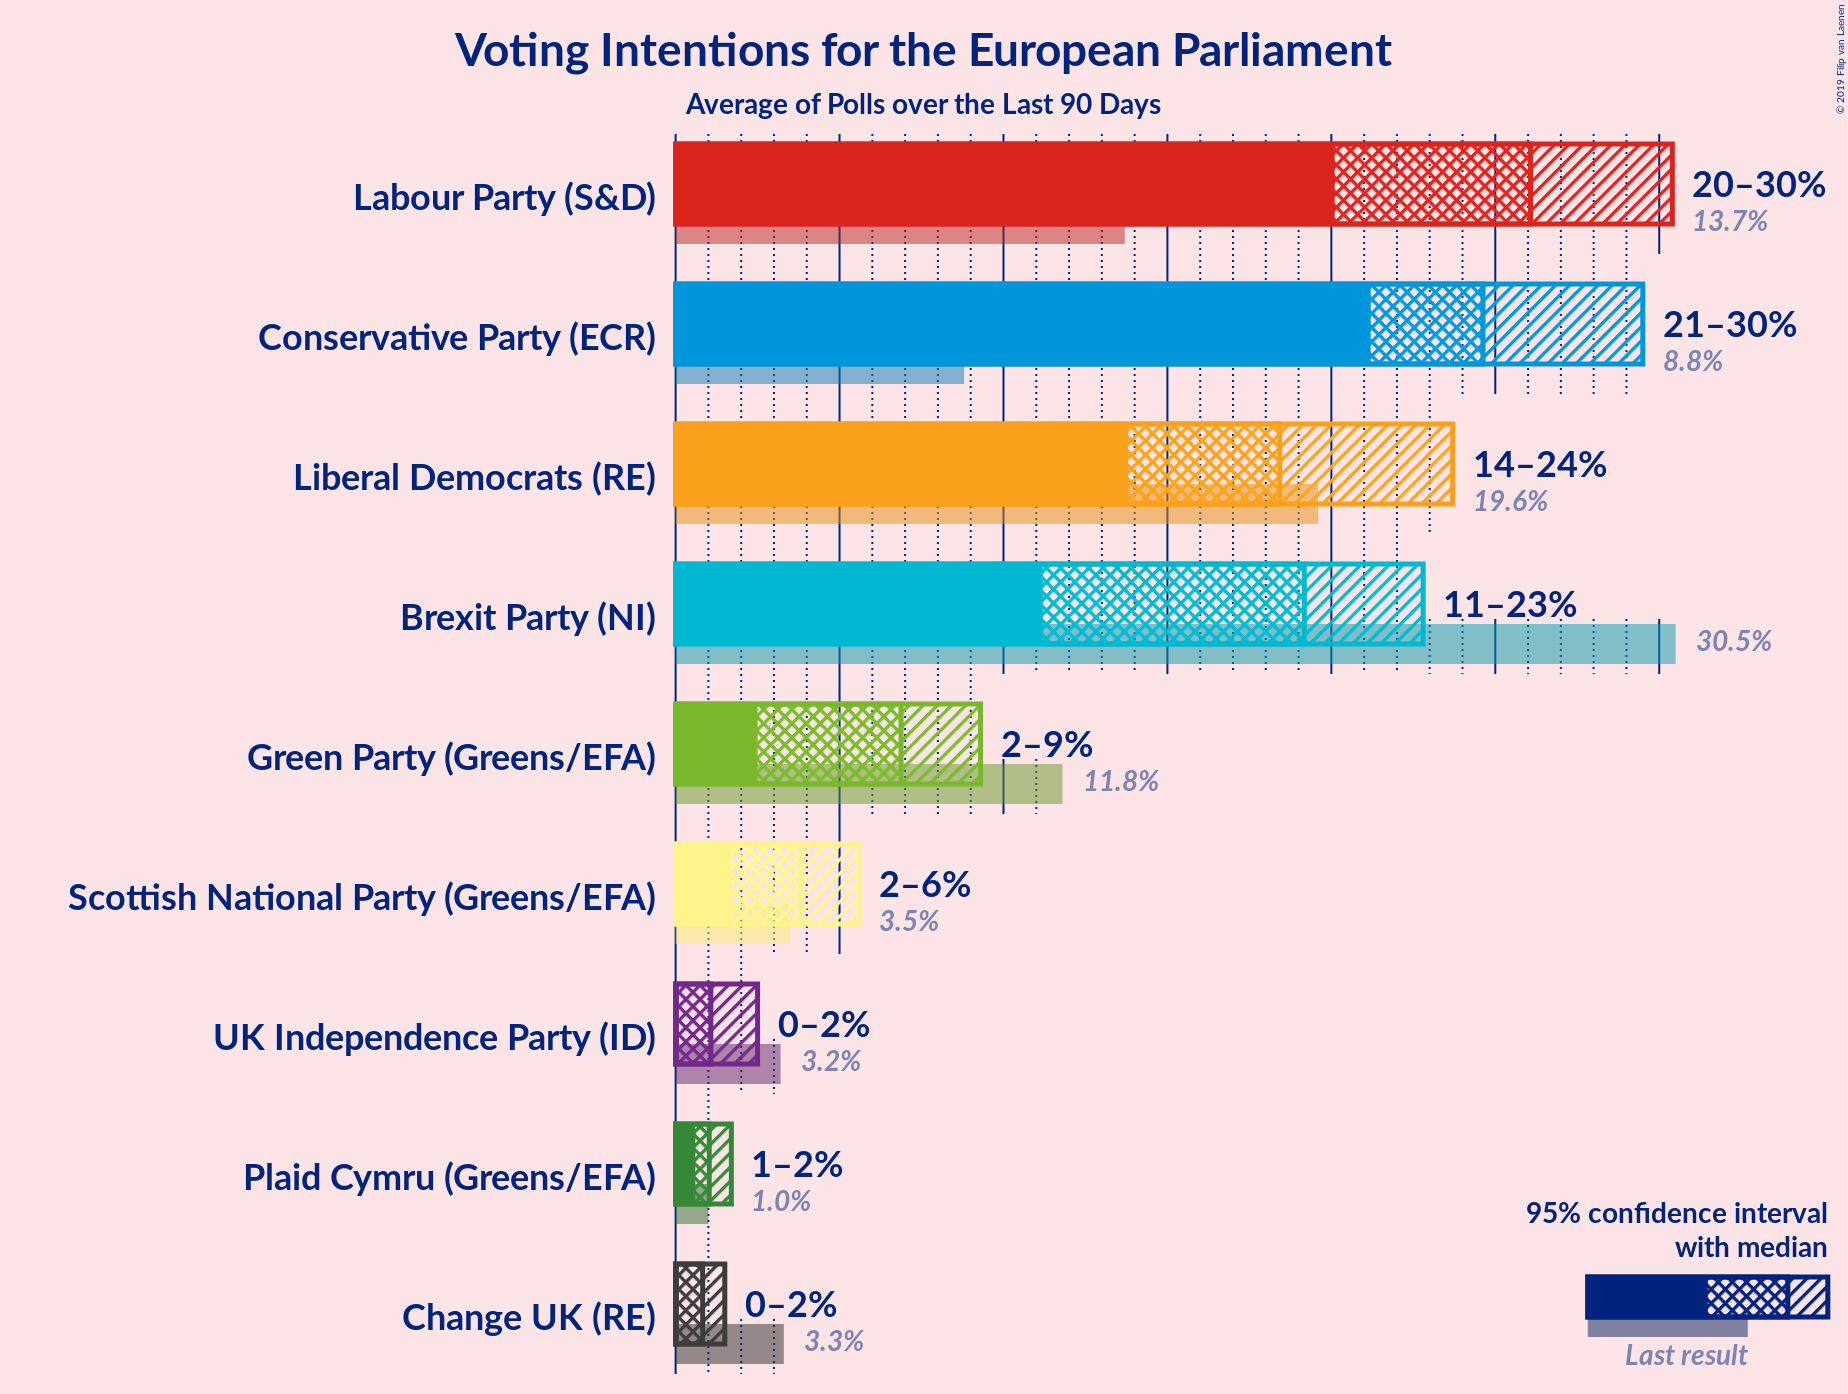 Voting Intentions for the European Parliament
Average of Polls over the Last 90 Days
© 2019 Filip van Laenen
Labour Party (S&D)
20–30%
13.7%
Conservative Party (ECR)
21–30%
8.8%
Liberal Democrats (RE)
14–24%
19.6%
Brexit Party (NI)
11–23%
30.5%
Green Party (Greens/EFA)
2–9%
11.8%
Scottish National Party (Greens/EFA)
2–6%
3.5%
UK Independence Party (ID)
0–2%
3.2%
Plaid Cymru (Greens/EFA)
1–2%
1.0%
Change UK (RE)
0–2%
3.3%
95% confidence interval
with median
Last result